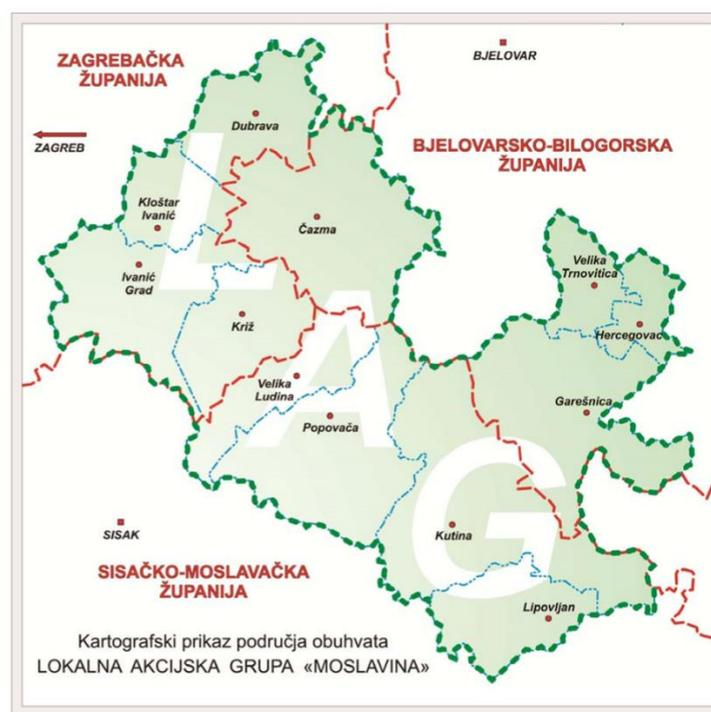 ZAGREBAČKA
ŽUPANIJA
BJELOVAR
Dubrava
ZAGREB
BJELOVARSKO-BILOGORSKA
ŽUPANIJA
Kloštar
Ivanić
Čazma
Ivanić
Grad
Velika
Trnovitica
Križ
Hercegovac
Velika
Ludina
Garešnica
Popovača
LAG
Kutina
SISAK
SISAČKO-MOSLAVAČKA
ŽUPANIJA
Lipovljan
Kartografski prikaz područja obuhvata
LOKALNA AKCIJSKA GRUPA «MOSLAVINA»